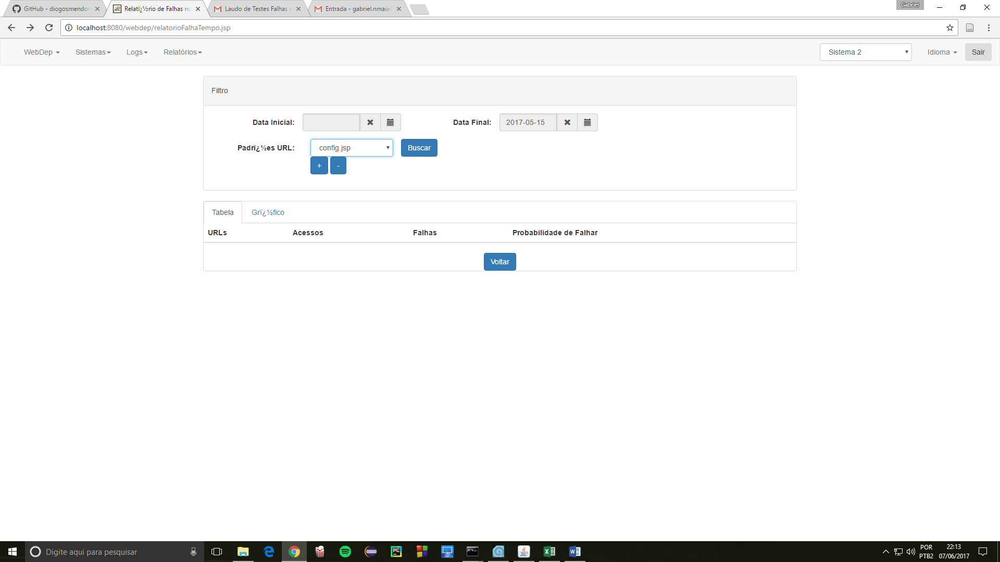 GitHub - diogosmendon
Relatï¿½rio de Falhas no
Laudo de Testes Falhas n
Entrada - gabriel.nmaia@
Gabriel
localhost:8080/webdep/relatorioFalhaTempo.jsp
WebDep Sistemas Logs Relatórios Sistema 2 Idioma Sair
Filtro
Data Inicial: Data Final: 2017-05-15
Padrï¿½es URL: config.jsp Buscar
+ -
Tabela Grï¿½fico
URLs Acessos Falhas Probabilidade de Falhar
Voltar
Digite aqui para pesquisar
POR
PTB2
22:13
07/06/2017